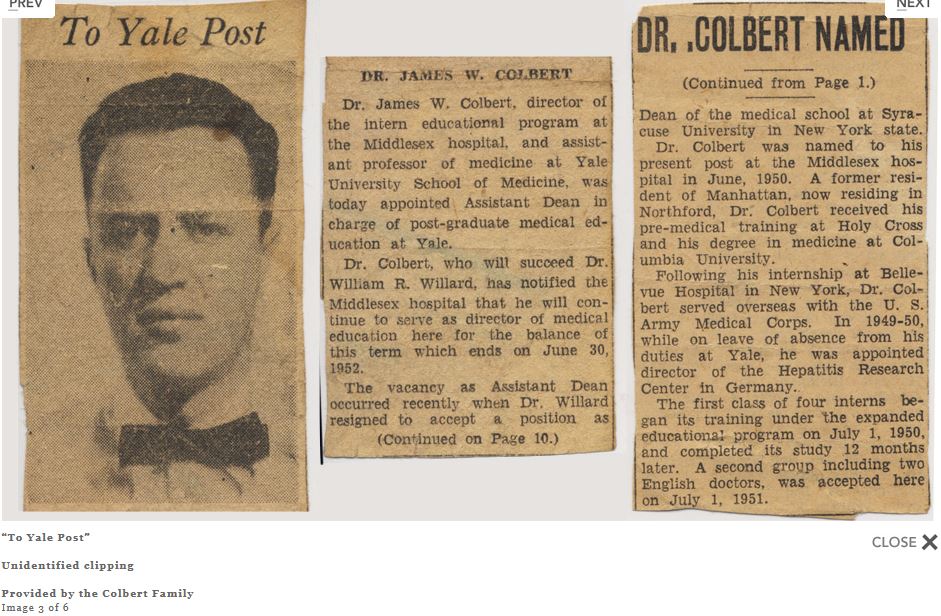 PREV
NEXT
To Yale Post
DR. JAMES W. COLBERT
Dr. James W. Colbert, director of
the intern educational program at
the Middlesex hospital, and assist-
ant professor of medicine at Yale
University School of Medicine, was
today appointed Assistant Dean in
charge of post-graduate medical ed-
ucation at Yale.
Dr. Colbert, who will succeed Dr.
William R. Willard, has notified the
Middlesex hospital that he will con-
tinue to serve as director of medical
education here for the balance of
this term which ends on June 30,
1952.
The vacancy as Assistant Dean
occurred recently when Dr. Willard
resigned to accept a position as
(Continued on Page 10.)
DR. .COLBERT NAMED
(Continued from Page 1.)
Dean of the medical school at Syra-
cuse University in New York state.
Dr. Colbert was named to his
present post at the Middlesex hos-
pital in June, 1950. A former resi-
dent of Manhattan, now residing in
Northford, Dr. Colbert received his
pre-medical training at Holy Cross
and his degree in medicine at Col-
umbia University.
Following his internship at Belle-
vue Hospital in New York, Dr. Col-
bert served overseas with the U. S.
Army Medical Corps. In 1949-50,
while on leave of absence from his
duties at Yale, he was appointed
director of the Hepatitis Research
Center in Germany.
The first class of four interns be-
gan its training under the expanded
educational program on July 1, 1950,
and completed its study 12 months
later. A second group including two
English doctors, was accepted here
on July 1, 1951.
"To Yale Post"
CLOSE
Unidentified clipping
Provided by the Colbert Family
Image 3 of 6